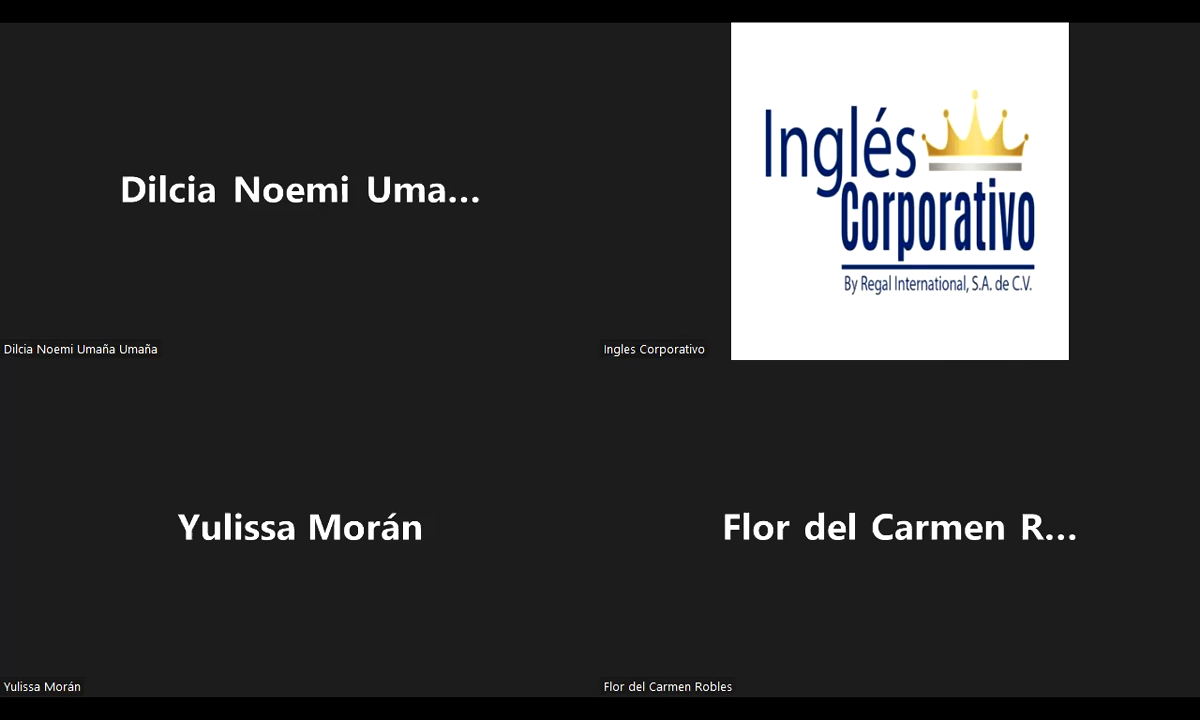 Dilcia Noemi Uma...
Dilcia Noemi Umaña Umaña
Inglés
Corporativo
By Regal International, S.A. de C.V.
Ingles Corporativo
Yulissa Morán
Yulissa Morán
Flor del Carmen R...
Flor del Carmen Robles